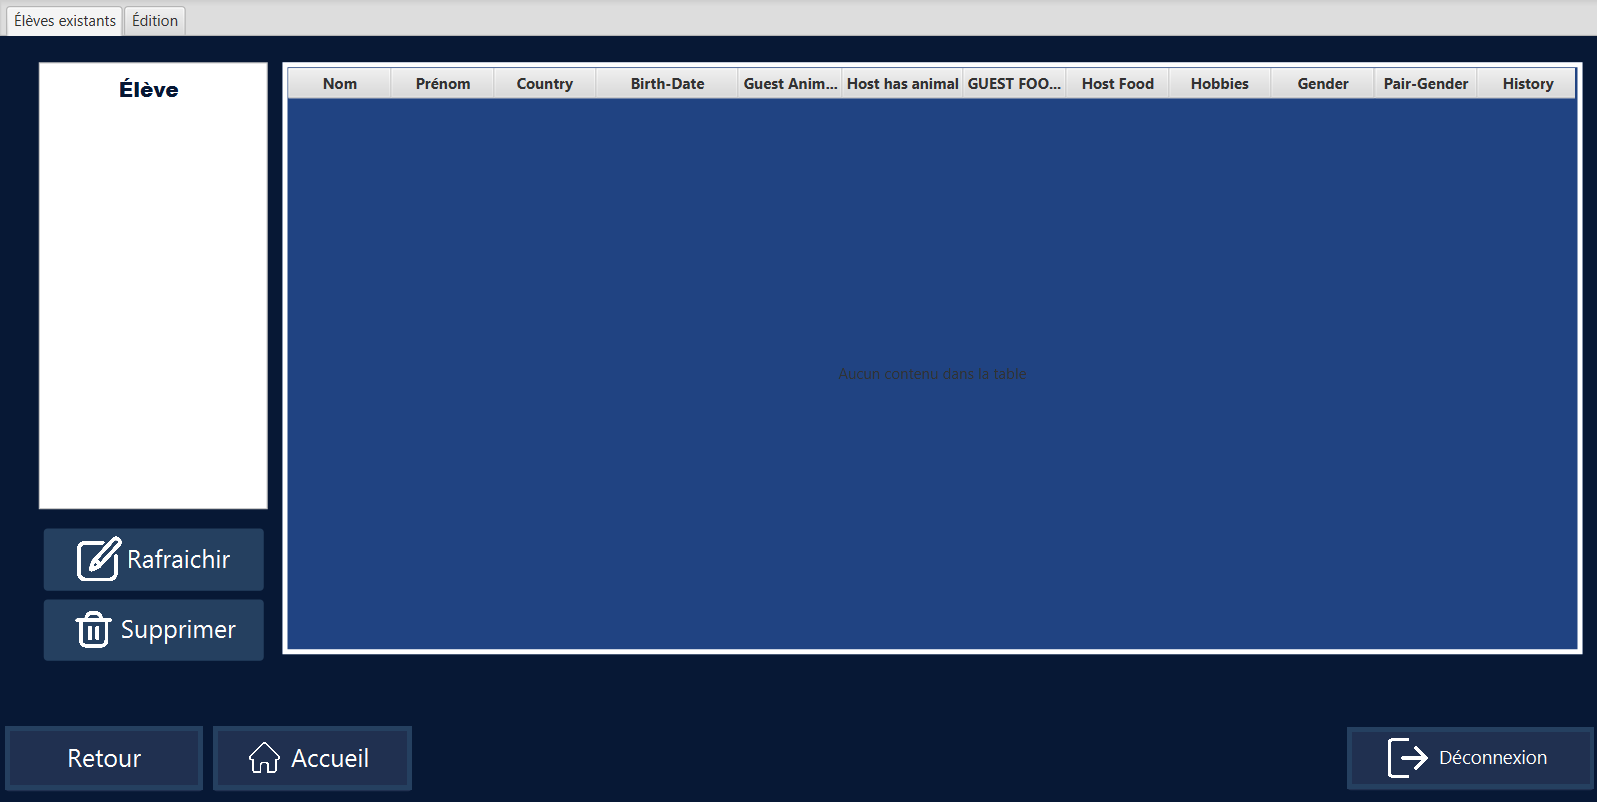 Élèves existants
Édition
Élève
Nom Prénom Country Birth-Date Guest Anim... Host has animal GUEST FOO... Host Food Hobbies Gender Pair-Gender History
Aucun contenu dans la table
Rafraichir
Supprimer
Retour
Accueil
Déconnexion